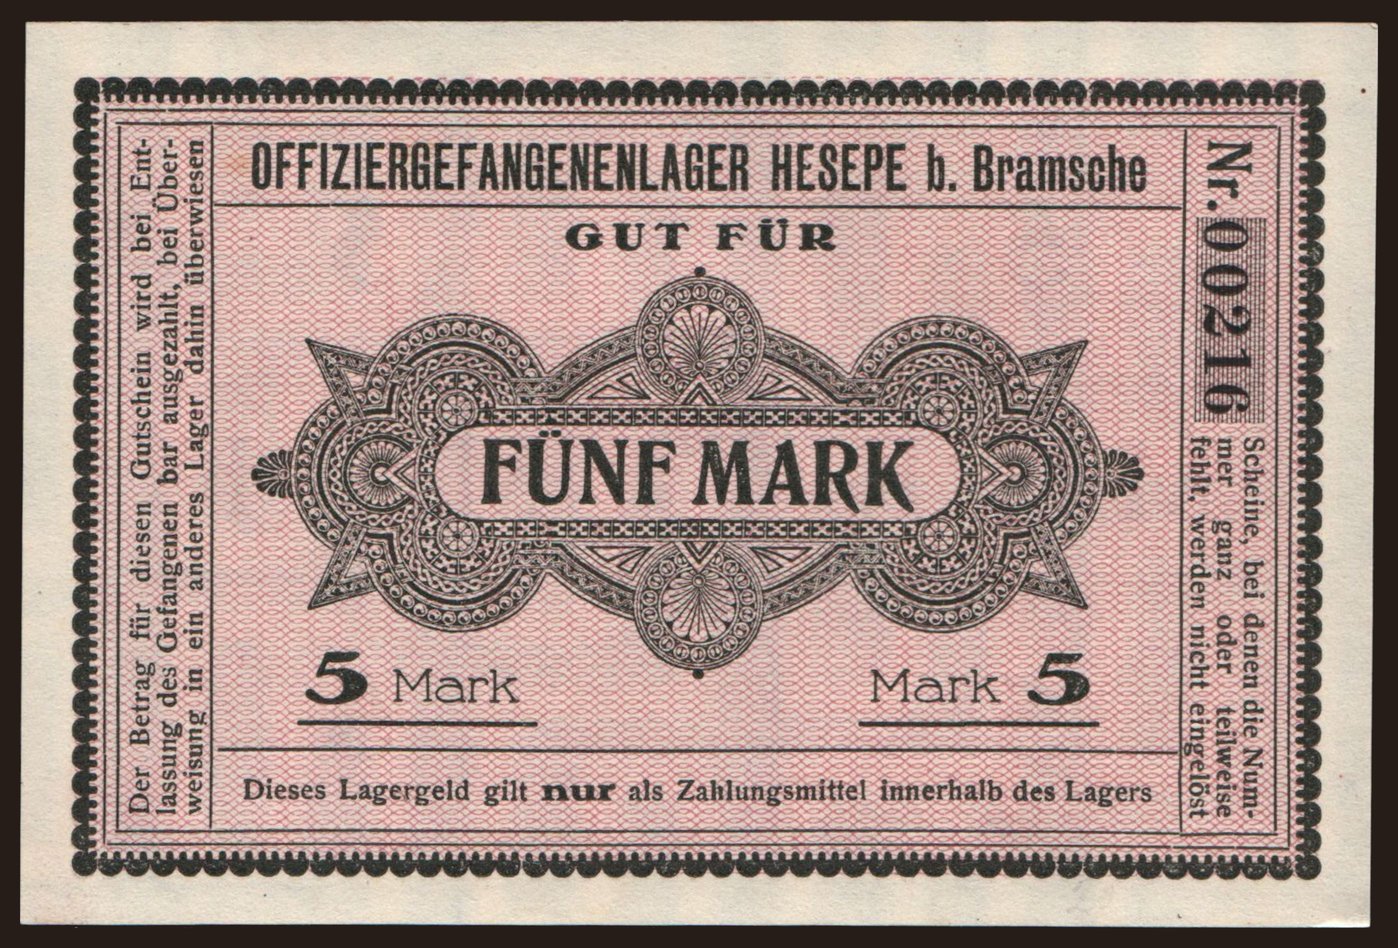 OFFIZIERGEFANGENENLAGER HESEPE b. Bramsche
GUT FÜR
FÜNF MARK
5 Mark
Mark 5
Dieses Lagergeld gilt nur als Zahlungsmittel innerhalb des Lagers
Der Betrag für diesen Gutschein wird bei Ent-
lassung des Gefangenen bar ausgezahlt, bei Über-
weisung in ein anderes Lager dahin überwiesen
Nr. 00216
Scheine, bei denen die Num-
mer ganz oder teilweise
fehlt, werden nicht eingelöst